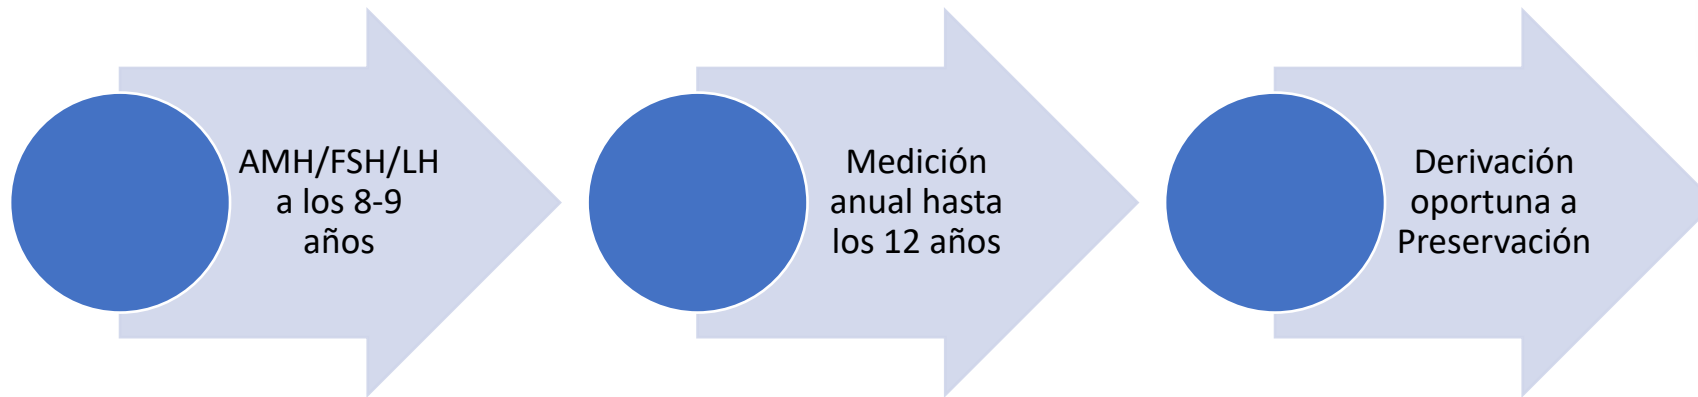 AMH/FSH/LH
a los 8-9
años
Medición
anual hasta
los 12 años
Derivación
oportuna a
Preservación